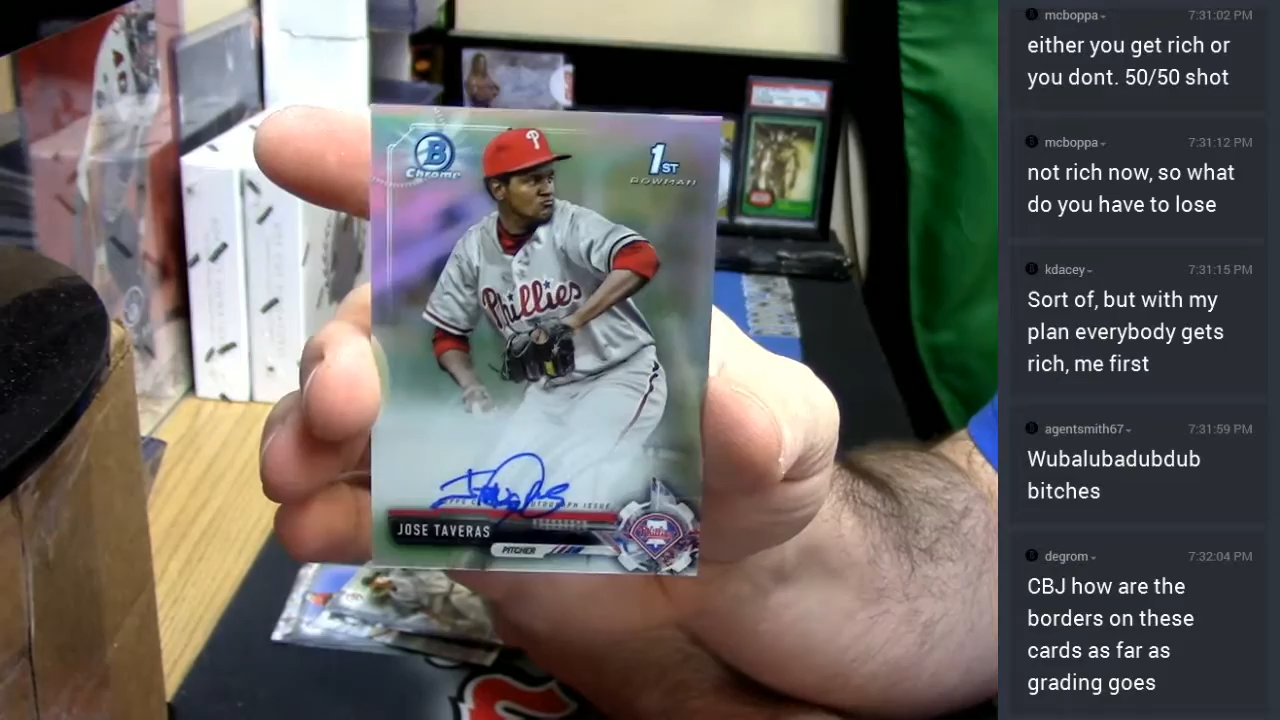 B
Chrome
1ST
BOWMAN
P
Phillies
AUTOGRAPH ISSUE
JOSE TAVERAS
PITCHER
Phillies
mcboppa 7:31:02 PM
either you get rich or
you dont. 50/50 shot
mcboppa 7:31:12 PM
not rich now, so what
do you have to lose
kdacey 7:31:15 PM
Sort of, but with my
plan everybody gets
rich, me first
agentsmith67 7:31:59 PM
Wubalubadubdub
bitches
degrom 7:32:04 PM
CBJ how are the
borders on these
cards as far as
grading goes